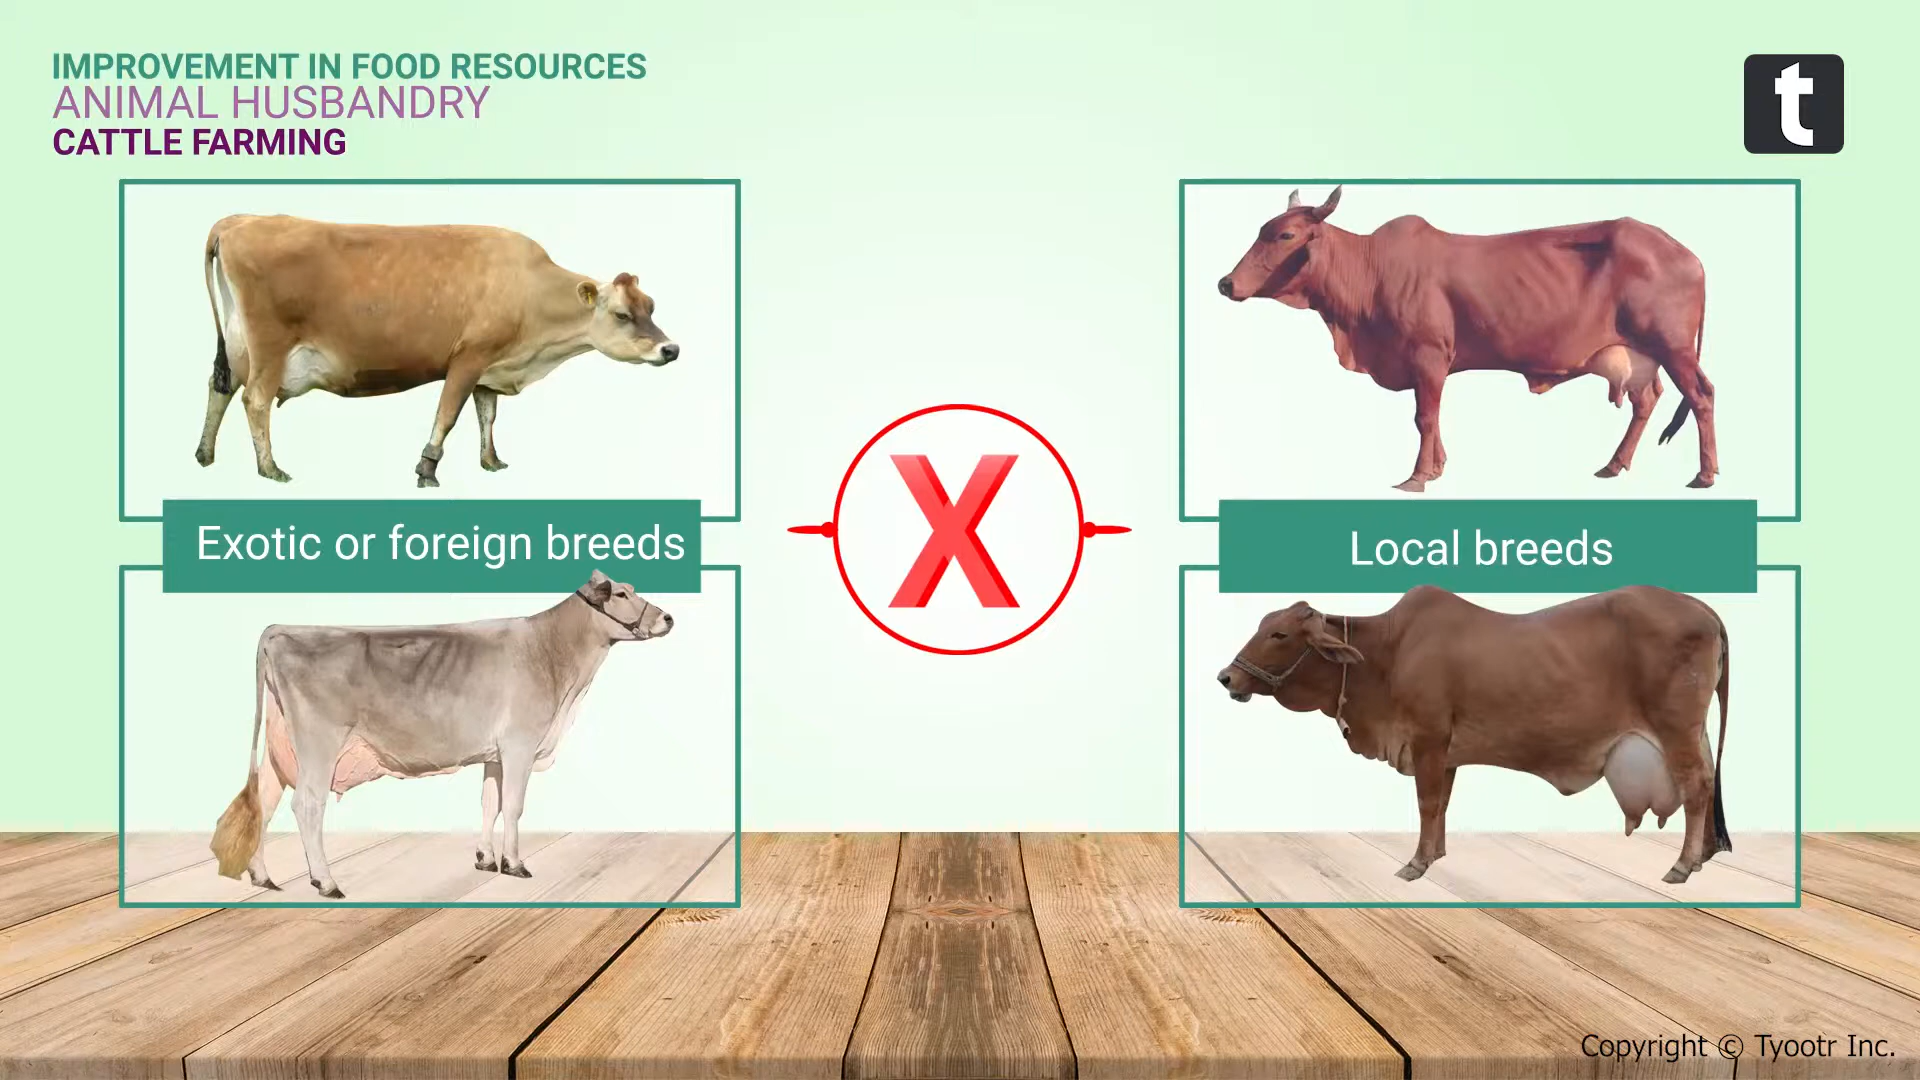 IMPROVEMENT IN FOOD RESOURCES
ANIMAL HUSBANDRY
CATTLE FARMING
t
Exotic or foreign breeds
X
Local breeds
Copyright © Tyootr Inc.